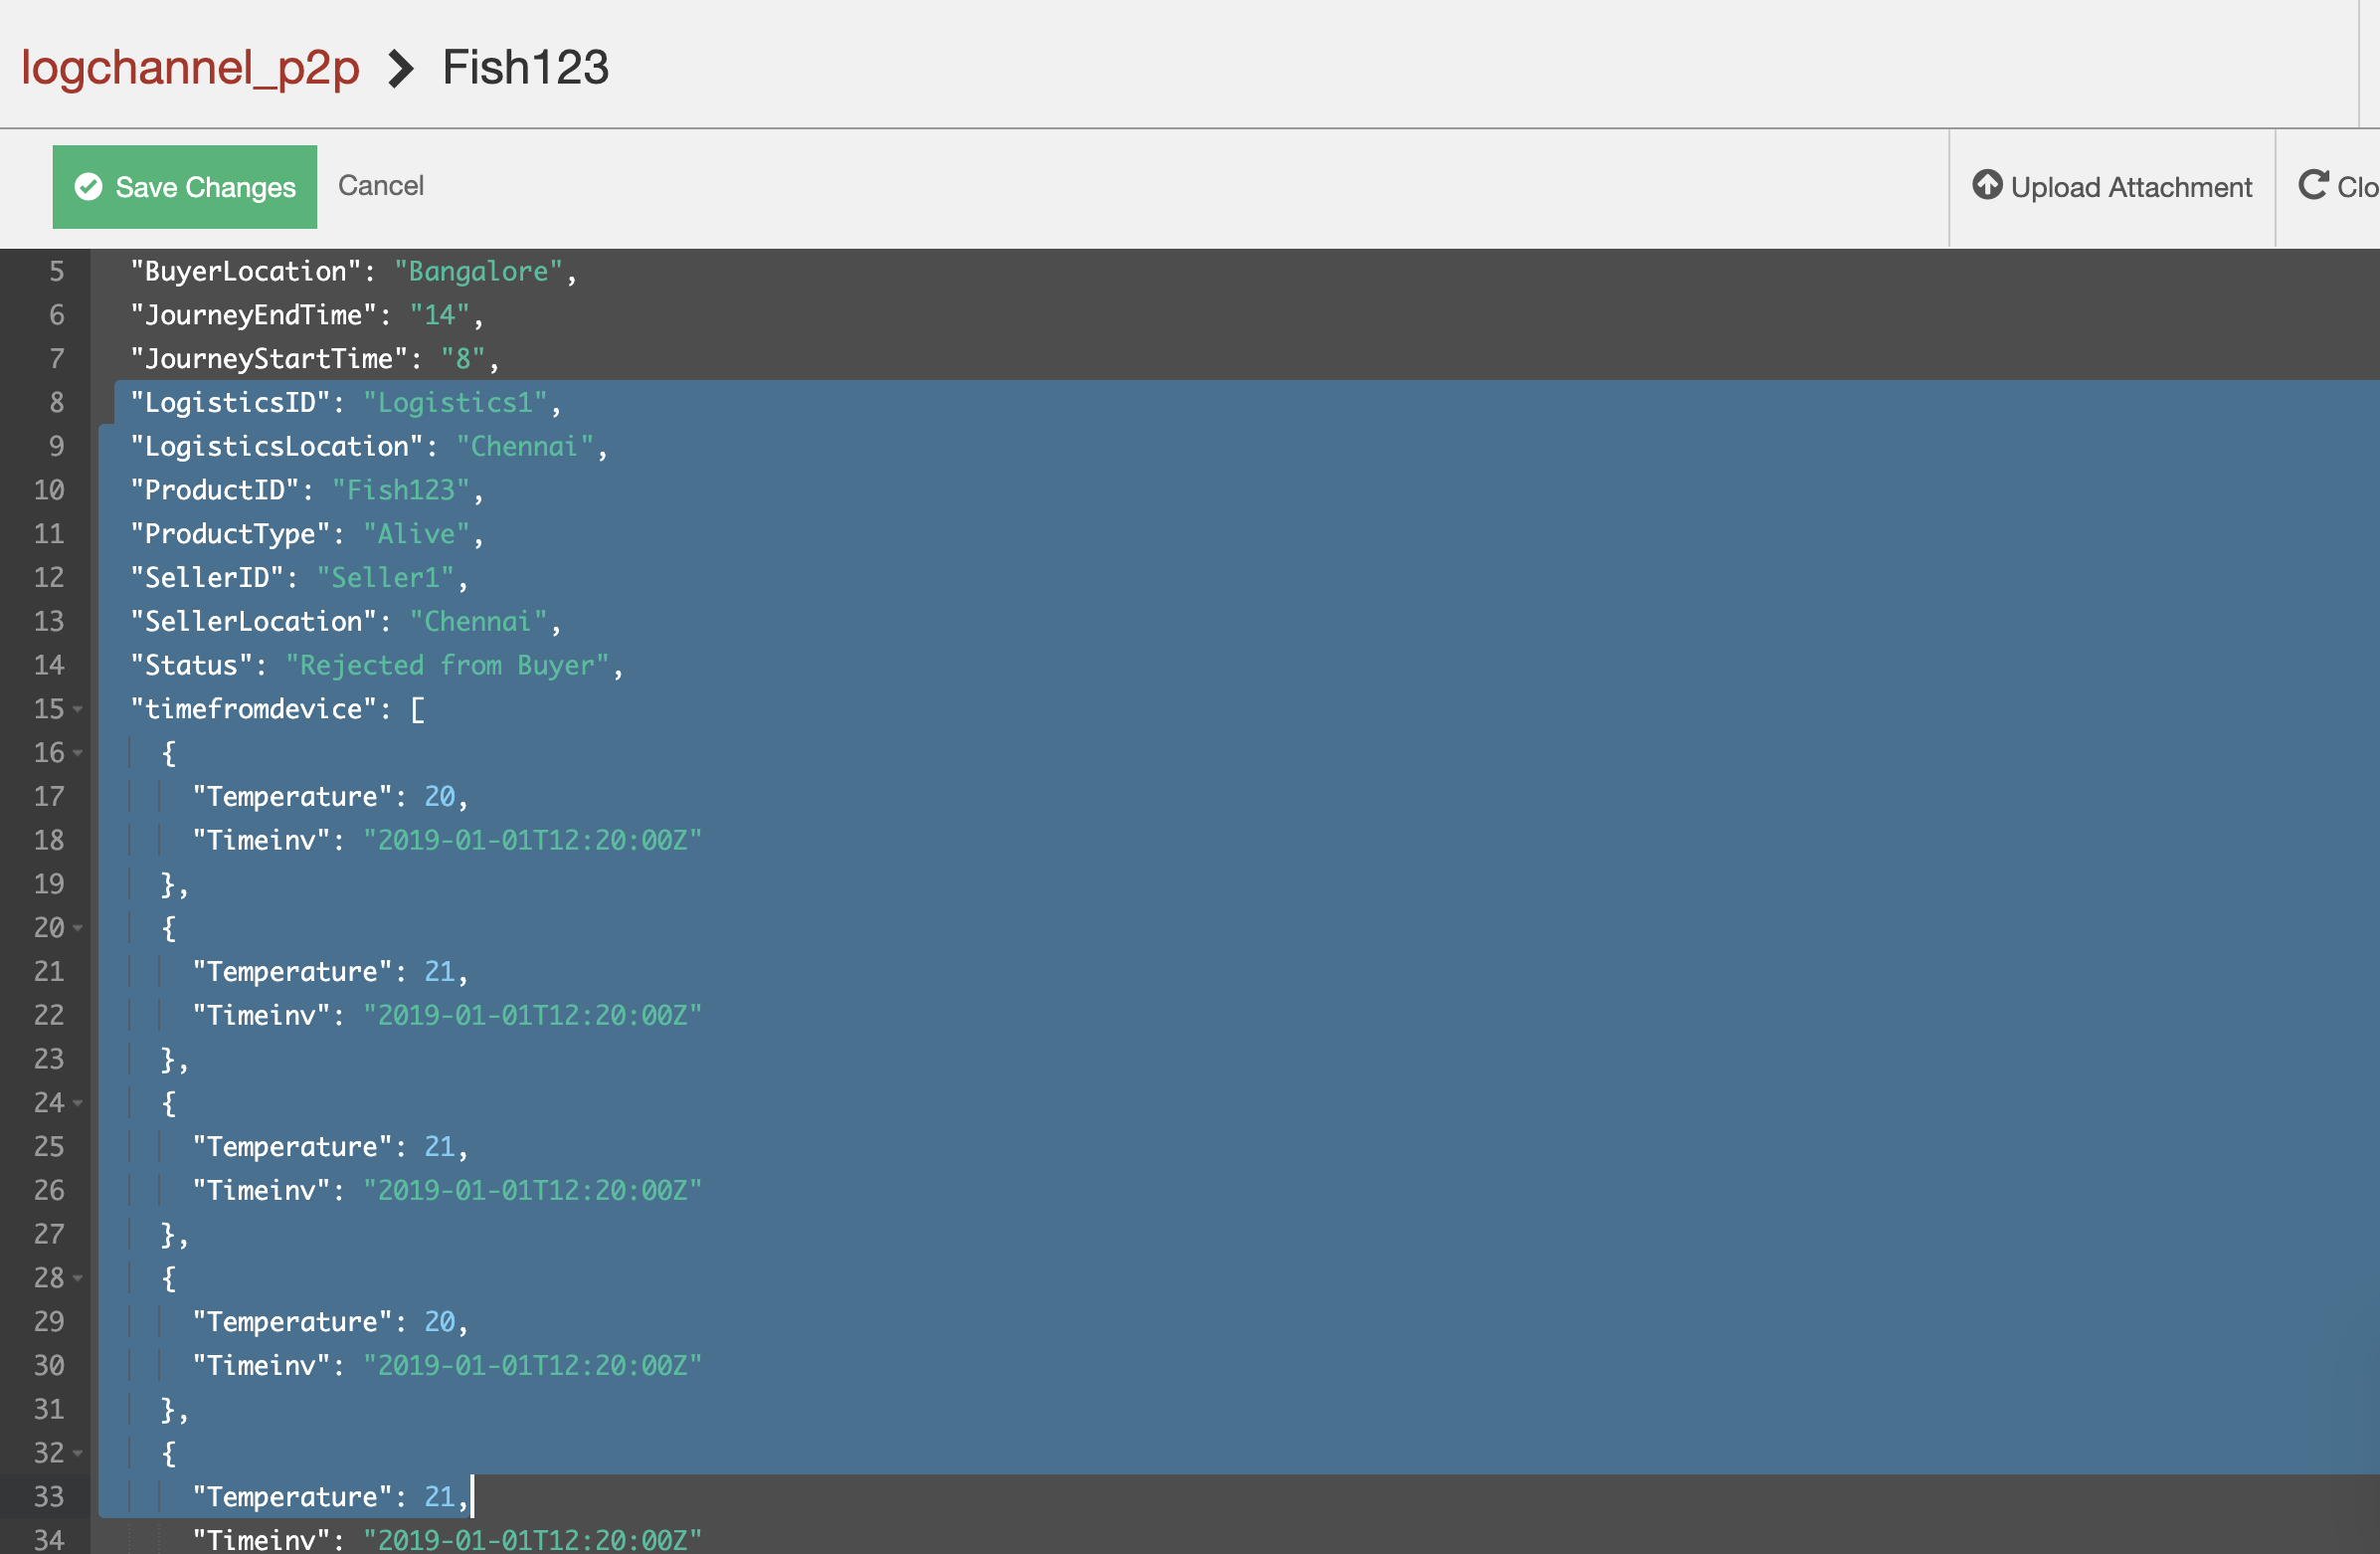 logchannel_p2p > Fish123
Save Changes Cancel Upload Attachment Clo
5 "BuyerLocation": "Bangalore",
6 "JourneyEndTime": "14",
7 "JourneyStartTime": "8",
8 "LogisticsID": "Logistics1",
9 "LogisticsLocation": "Chennai",
10 "ProductID": "Fish123",
11 "ProductType": "Alive",
12 "SellerID": "Seller1",
13 "SellerLocation": "Chennai",
14 "Status": "Rejected from Buyer",
15 "timefromdevice": [
16 {
17 "Temperature": 20,
18 "Timeinv": "2019-01-01T12:20:00Z"
19 },
20 {
21 "Temperature": 21,
22 "Timeinv": "2019-01-01T12:20:00Z"
23 },
24 {
25 "Temperature": 21,
26 "Timeinv": "2019-01-01T12:20:00Z"
27 },
28 {
29 "Temperature": 20,
30 "Timeinv": "2019-01-01T12:20:00Z"
31 },
32 {
33 "Temperature": 21,
34 "Timeinv": "2019-01-01T12:20:00Z"